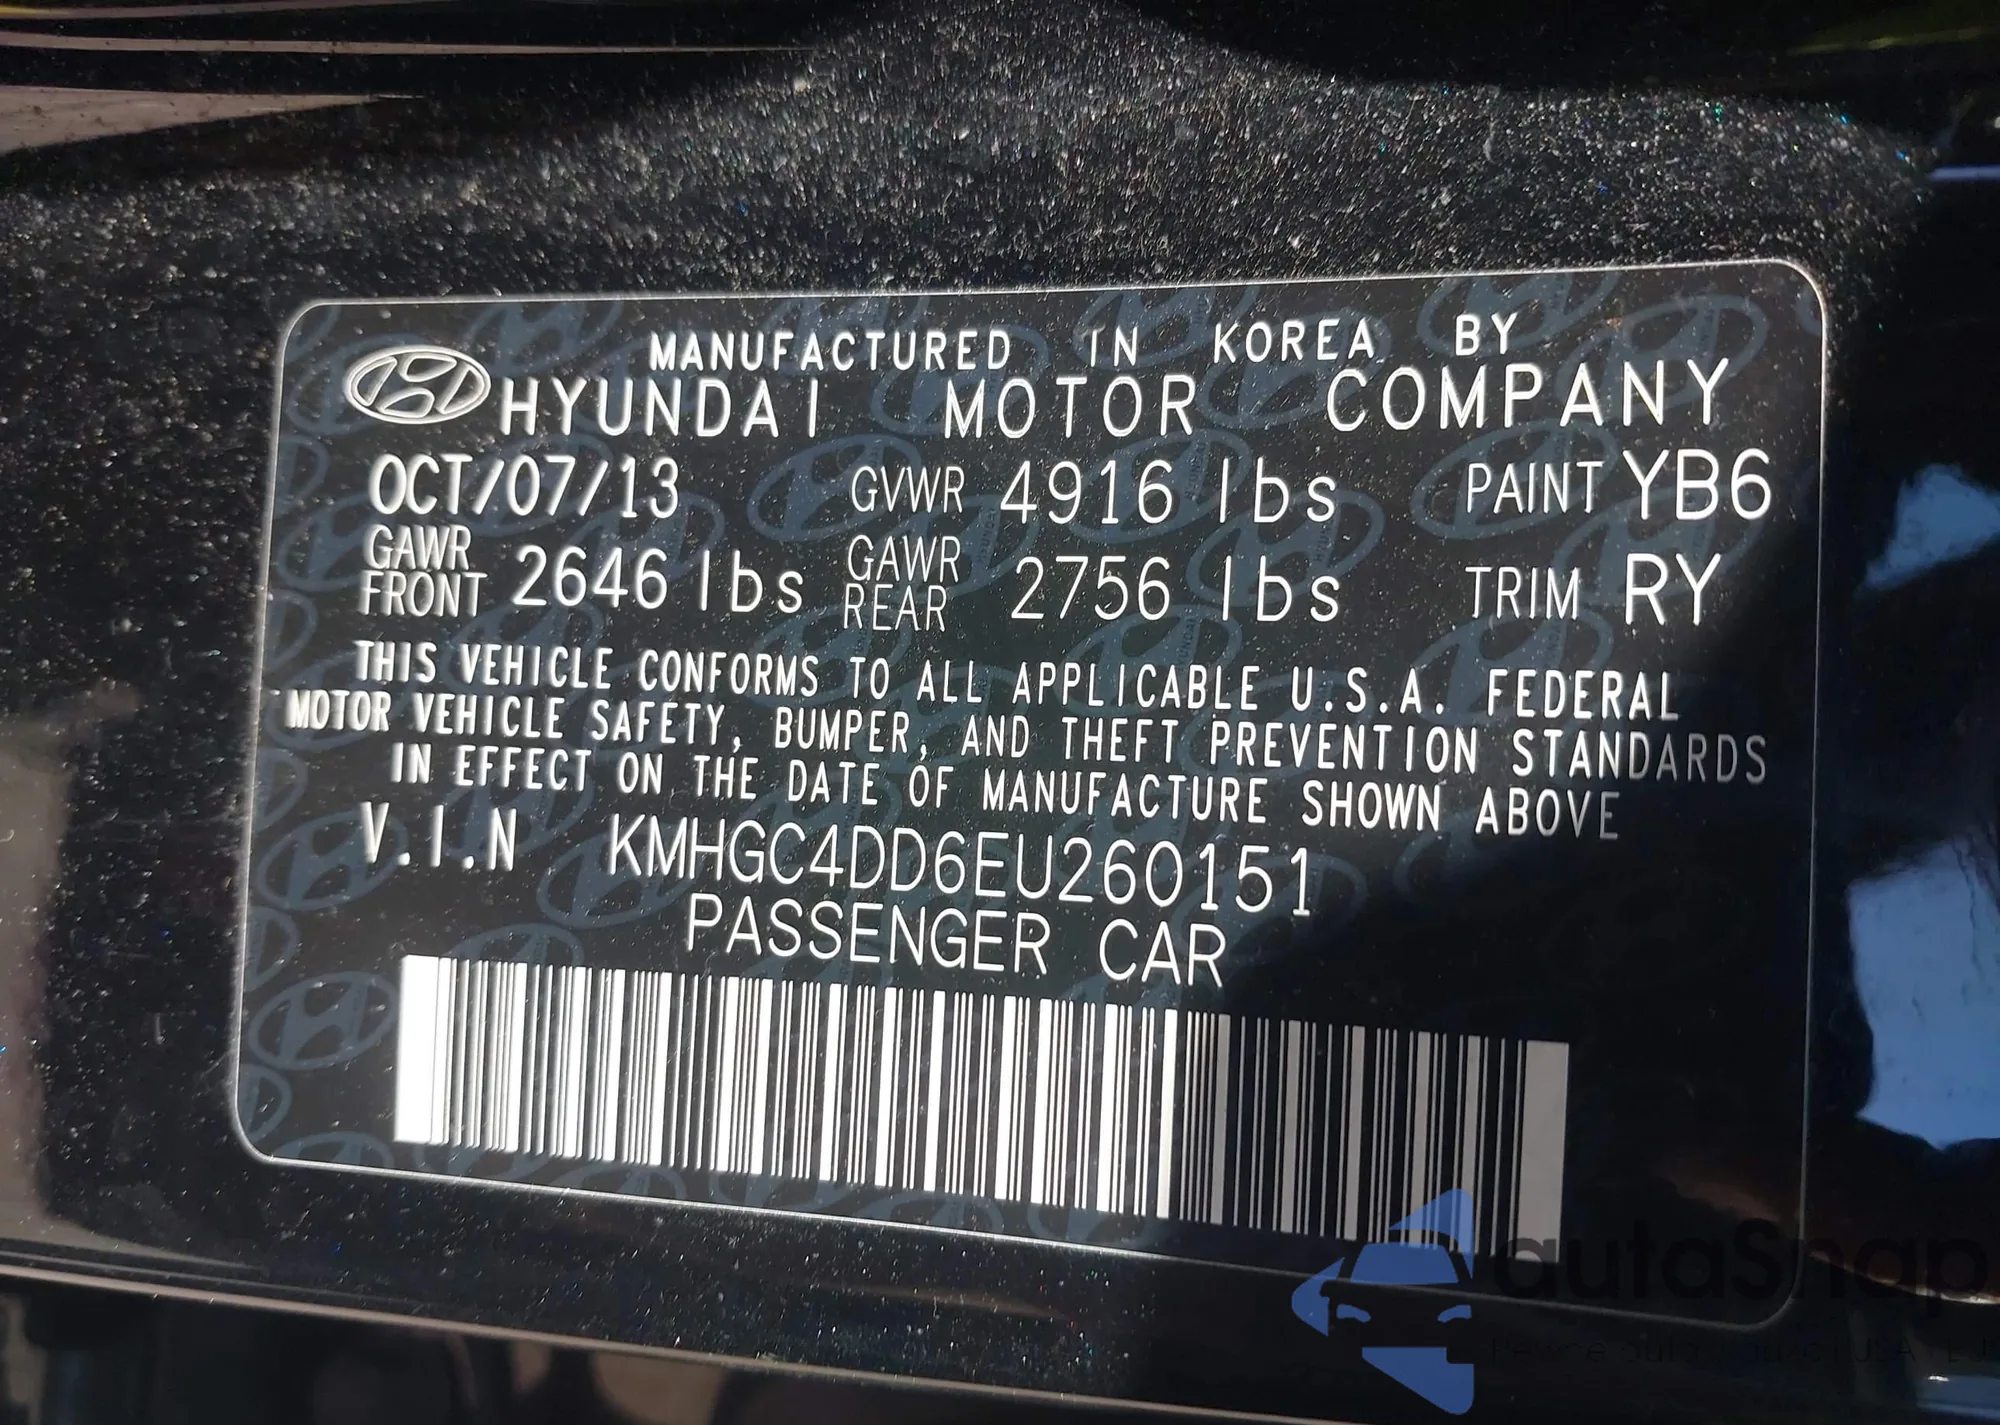 MANUFACTURED IN KOREA BY
HYUNDAI MOTOR COMPANY
OCT/07/13 GVWR 4916 lbs PAINT YB6
GAWR FRONT 2646 lbs GAWR REAR 2756 lbs TRIM RY
THIS VEHICLE CONFORMS TO ALL APPLICABLE U.S.A. FEDERAL
MOTOR VEHICLE SAFETY, BUMPER, AND THEFT PREVENTION STANDARDS
IN EFFECT ON THE DATE OF MANUFACTURE SHOWN ABOVE
V.I.N KMHGC4DD6EU260151
PASSENGER CAR
autaSnap